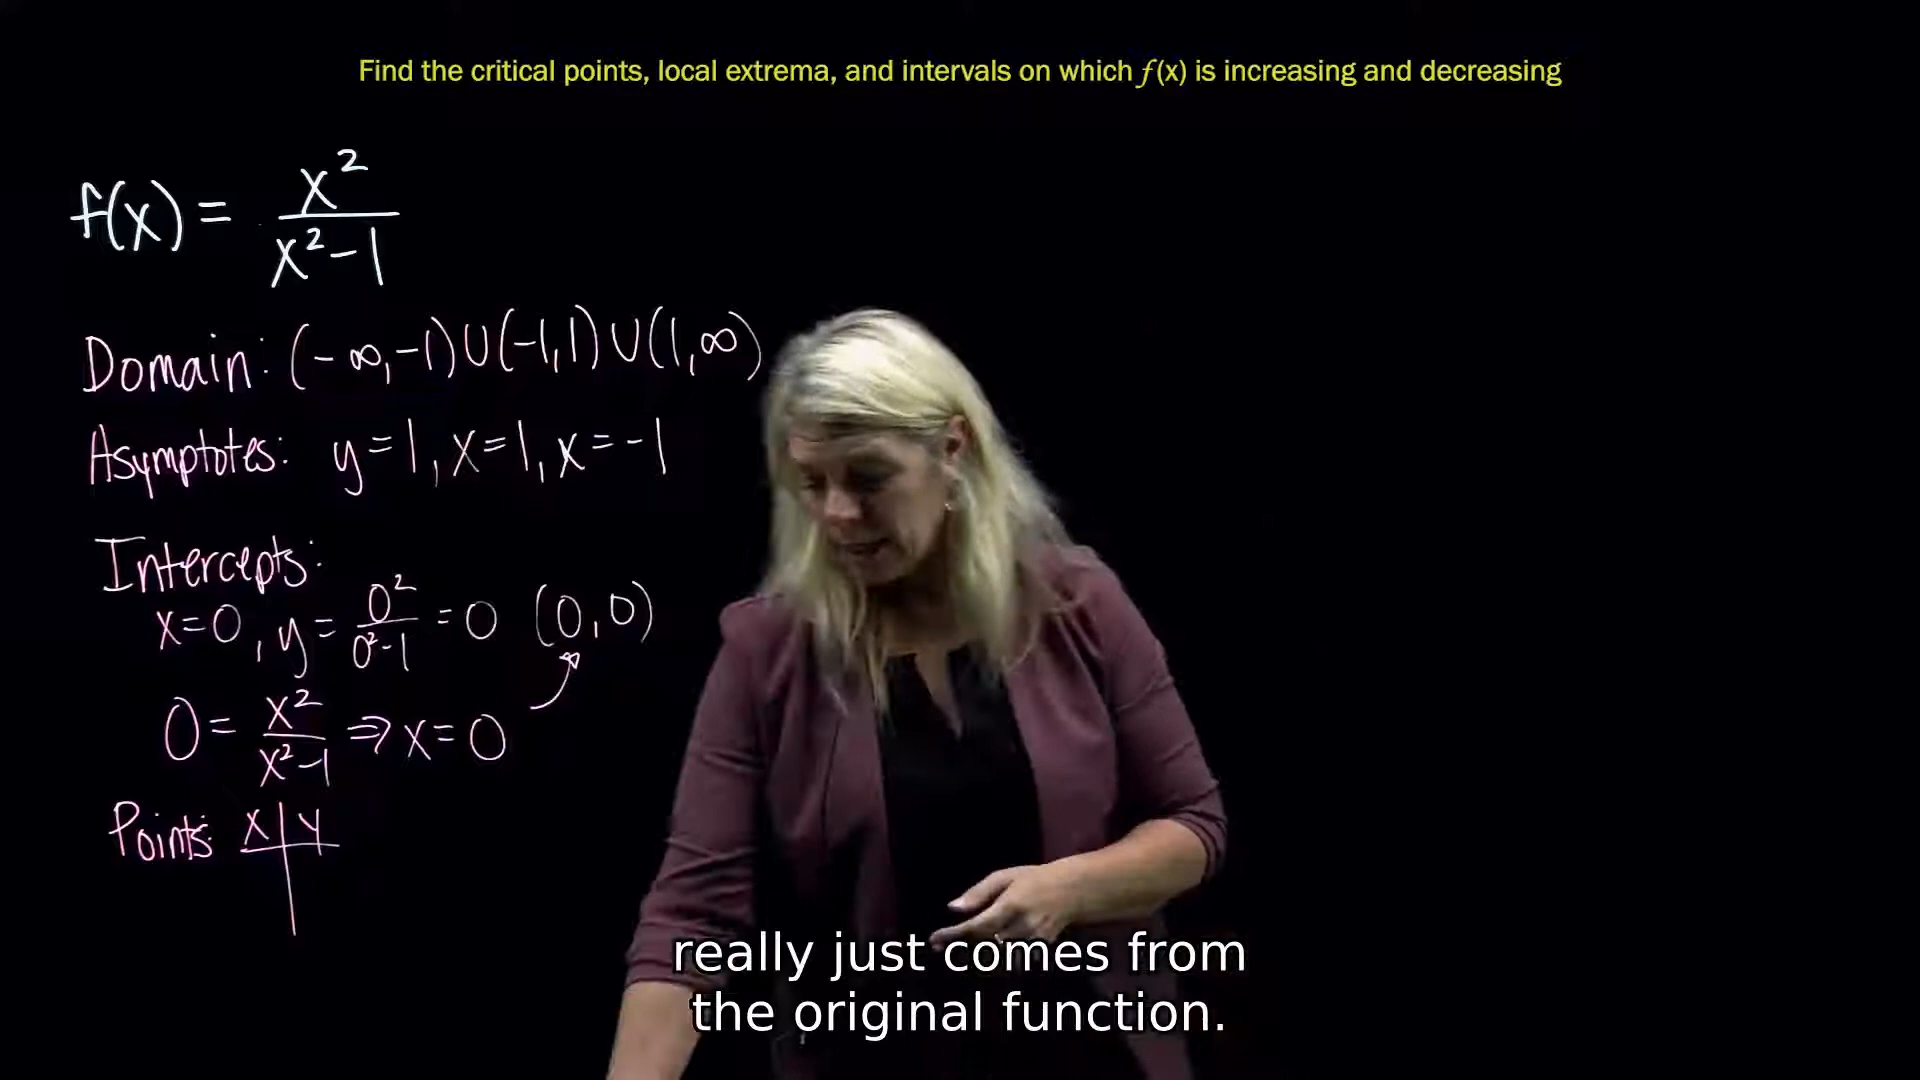 Find the critical points, local extrema, and intervals on which f(x) is increasing and decreasing
f(x) = x²/(x²-1)
Domain: (-∞,-1)∪(-1,1)∪(1,∞)
Asymptotes: y=1, x=1, x=-1
Intercepts:
x=0, y= 0²/(0²-1) =0 (0,0)
0= x²/(x²-1) ⇒ x=0
Points: x | y
really just comes from
the original function.